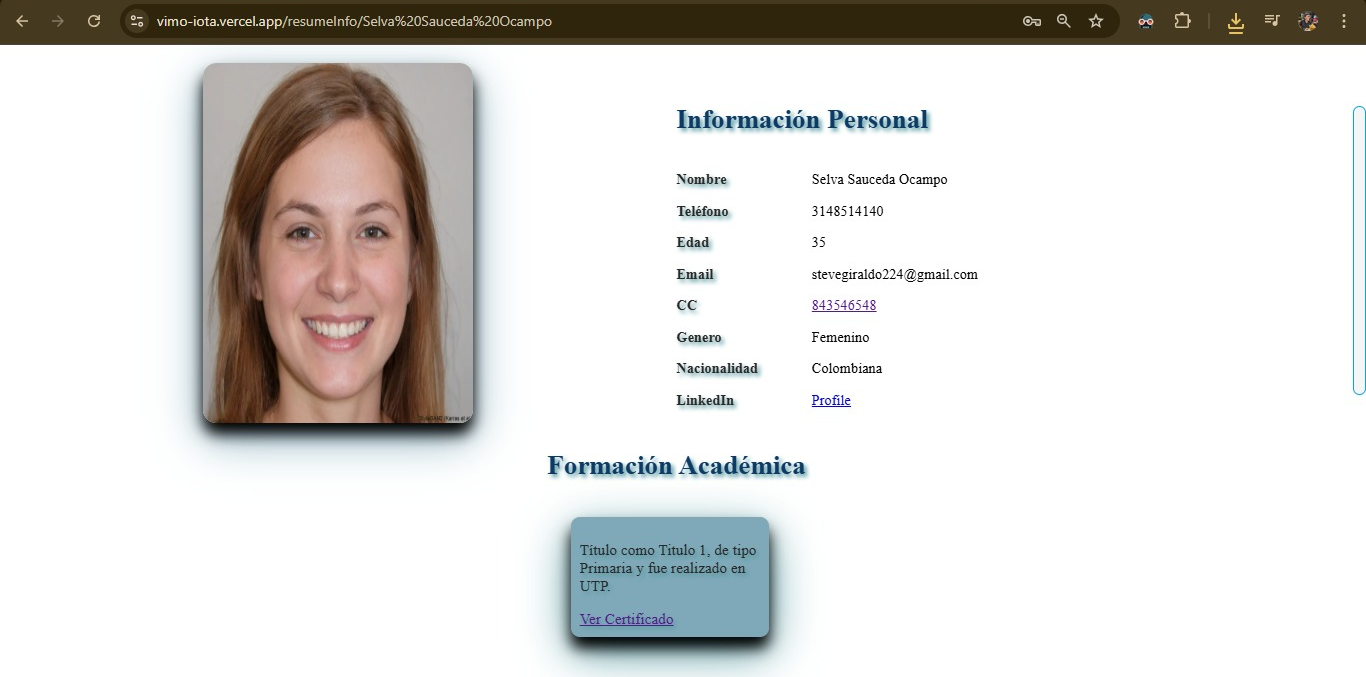 vimo-iota.vercel.app/resumeInfo/Selva%20Sauceda%20Ocampo
Información Personal
Nombre Selva Sauceda Ocampo
Teléfono 3148514140
Edad 35
Email stevegiraldo224@gmail.com
CC 843546548
Genero Femenino
Nacionalidad Colombiana
LinkedIn Profile
Formación Académica
Título como Titulo 1, de tipo
Primaria y fue realizado en
UTP.
Ver Certificado